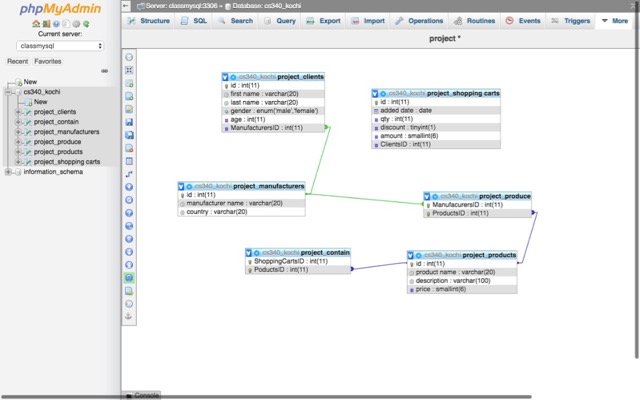 phpMyAdmin
Current server:
classmysql
Recent Favorites
New
cs340_kochi
New
project_clients
project_contain
project_manufacturers
project_produce
project_products
project_shopping carts
information_schema
Server: classmysql:3306 » Database: cs340_kochi
Structure SQL Search Query Export Import Operations Routines Events Triggers More
project *
cs340_kochi project_clients
id : int(11)
first name : varchar(20)
last name : varchar(20)
gender : enum('male','female')
age : int(11)
ManufacturersID : int(11)
cs340_kochi project_shopping carts
id : int(11)
added date : date
qty : int(11)
discount : tinyint(1)
amount : smallint(6)
ClientsID : int(11)
cs340_kochi project_manufacturers
id : int(11)
manufacturer name : varchar(20)
country : varchar(20)
cs340_kochi project_produce
ManufacurersID : int(11)
ProductsID : int(11)
cs340_kochi project_contain
ShoppingCartsID : int(11)
PoductsID : int(11)
cs340_kochi project_products
id : int(11)
product name : varchar(20)
description : varchar(100)
price : smallint(6)
Console